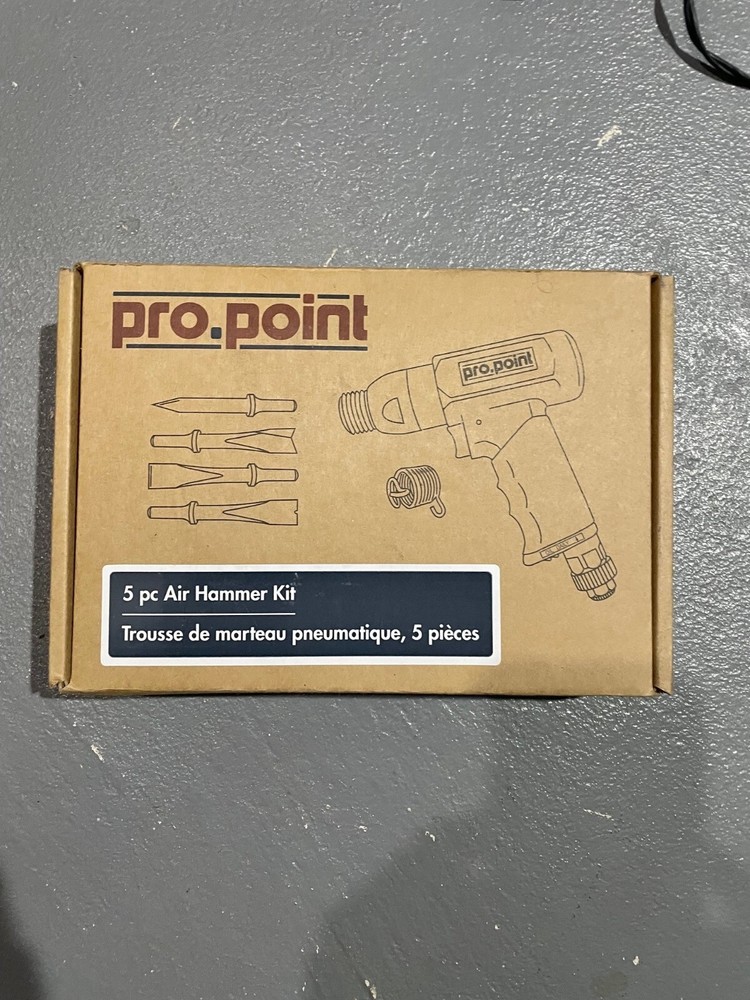 pro.point
pro.point
5 pc Air Hammer Kit
Trousse de marteau pneumatique, 5 pièces